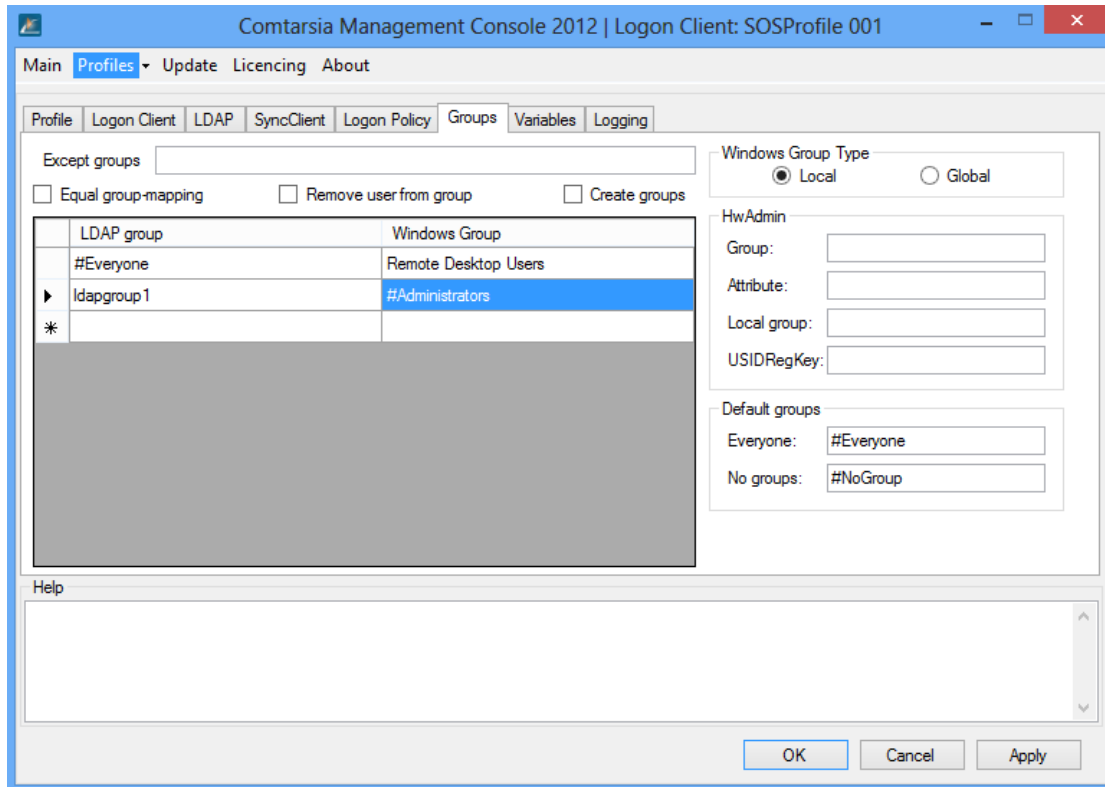 Comtarsia Management Console 2012 | Logon Client: SOSProfile 001
Main Profiles Update Licencing About
Profile Logon Client LDAP SyncClient Logon Policy Groups Variables Logging
Except groups
Equal group-mapping Remove user from group Create groups
LDAP group Windows Group
#Everyone Remote Desktop Users
ldapgroup1 #Administrators
Windows Group Type
Local Global
HwAdmin
Group:
Attribute:
Local group:
USIDRegKey:
Default groups
Everyone: #Everyone
No groups: #NoGroup
Help
OK Cancel Apply